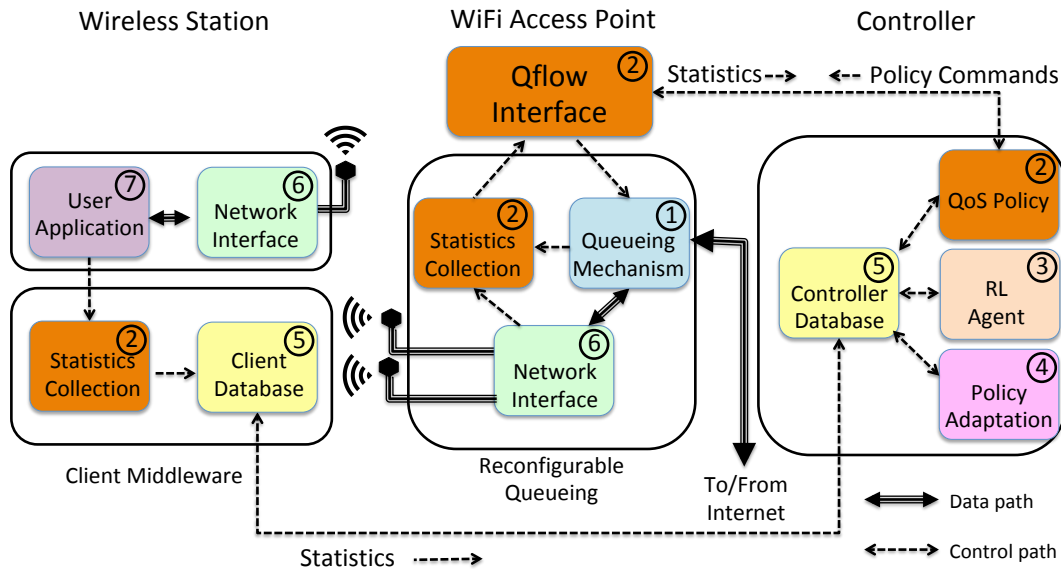 Wireless Station
WiFi Access Point
Controller
Qflow
Interface
2
Statistics
Policy Commands
User
Application
7
Network
Interface
6
Statistics
Collection
2
Queueing
Mechanism
1
QoS Policy
2
Controller
Database
5
RL
Agent
3
Policy
Adaptation
4
Statistics
Collection
2
Client
Database
5
Network
Interface
6
Client Middleware
Reconfigurable
Queueing
To/From
Internet
Data path
Control path
Statistics